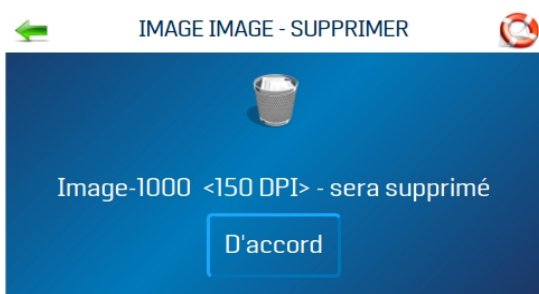 IMAGE IMAGE - SUPPRIMER
Image-1000 <150 DPI> - sera supprimé
D'accord